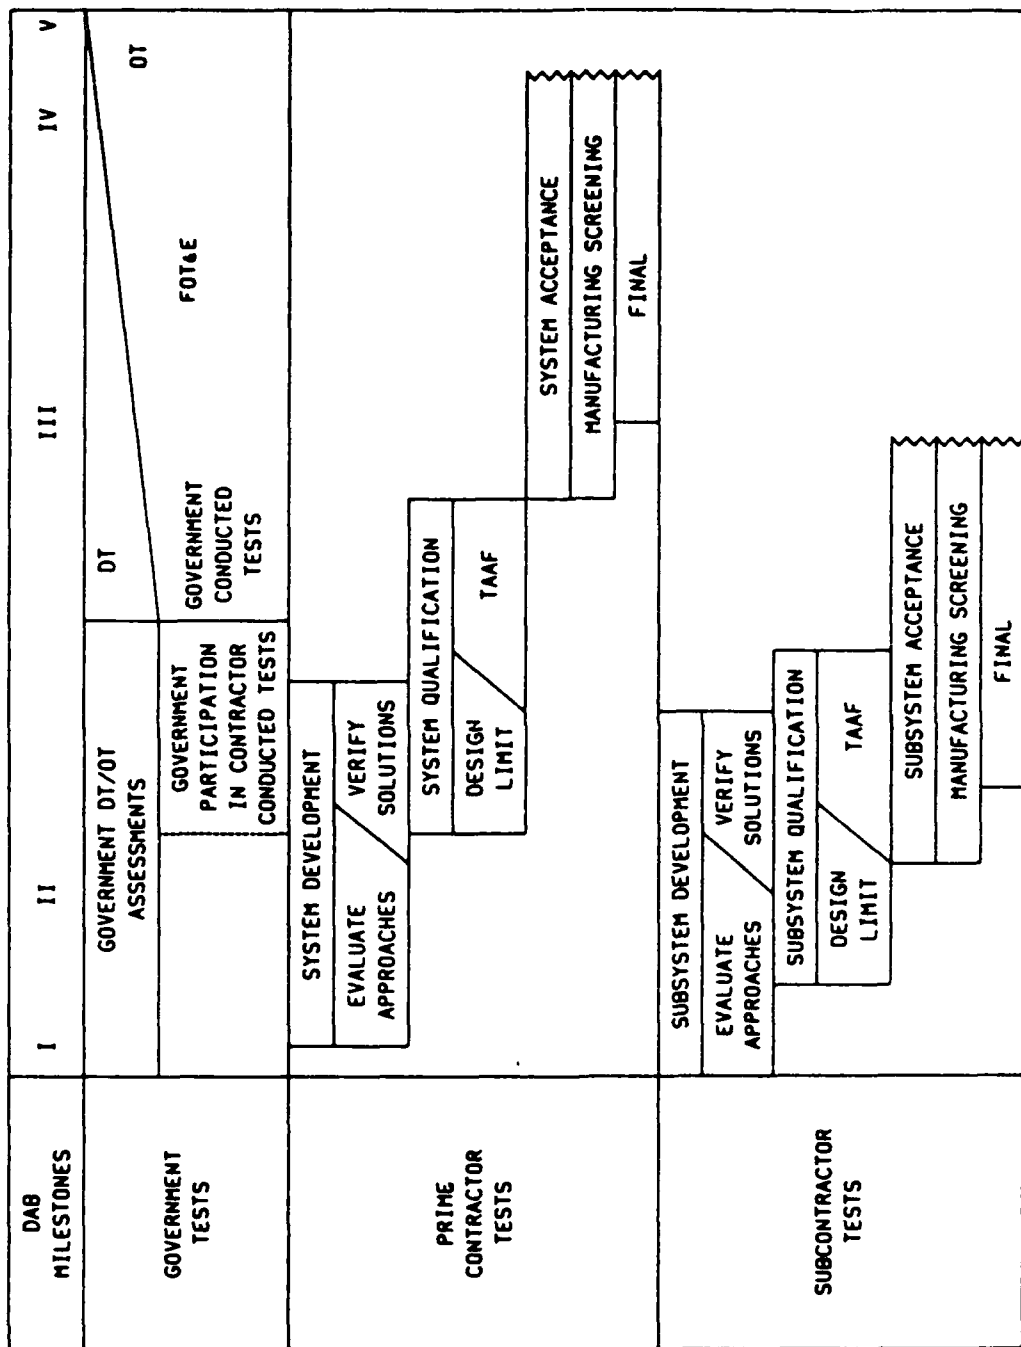 DAB
MILESTONES
I
II
III
IV
V
GOVERNMENT
TESTS
GOVERNMENT DT/OT
ASSESSMENTS
DT
OT
GOVERNMENT
PARTICIPATION
IN CONTRACTOR
CONDUCTED TESTS
GOVERNMENT
CONDUCTED
TESTS
FOT&E
PRIME
CONTRACTOR
TESTS
SYSTEM DEVELOPMENT
EVALUATE
APPROACHES
VERIFY
SOLUTIONS
SYSTEM QUALIFICATION
DESIGN
LIMIT
TAAF
SYSTEM ACCEPTANCE
MANUFACTURING SCREENING
FINAL
SUBCONTRACTOR
TESTS
SUBSYSTEM DEVELOPMENT
EVALUATE
APPROACHES
VERIFY
SOLUTIONS
SUBSYSTEM QUALIFICATION
DESIGN
LIMIT
TAAF
SUBSYSTEM ACCEPTANCE
MANUFACTURING SCREENING
FINAL